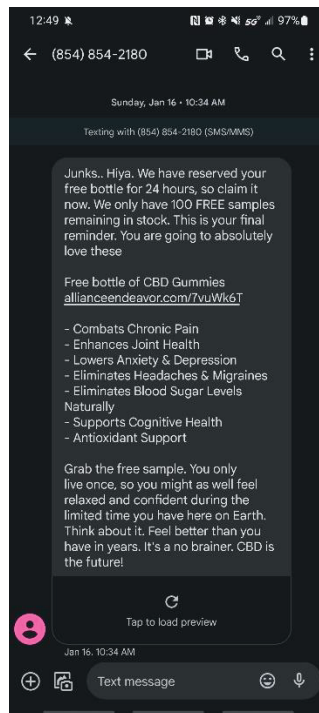 12:49
5G 97%
(854) 854-2180
Sunday, Jan 16 • 10:34 AM
Texting with (854) 854-2180 (SMS/MMS)
Junks.. Hiya. We have reserved your
free bottle for 24 hours, so claim it
now. We only have 100 FREE samples
remaining in stock. This is your final
reminder. You are going to absolutely
love these
Free bottle of CBD Gummies
allianceendeavor.com/7vuWk6T
- Combats Chronic Pain
- Enhances Joint Health
- Lowers Anxiety & Depression
- Eliminates Headaches & Migraines
- Eliminates Blood Sugar Levels
Naturally
- Supports Cognitive Health
- Antioxidant Support
Grab the free sample. You only
live once, so you might as well feel
relaxed and confident during the
limited time you have here on Earth.
Think about it. Feel better than you
have in years. It's a no brainer. CBD is
the future!
Tap to load preview
Jan 16, 10:34 AM
Text message